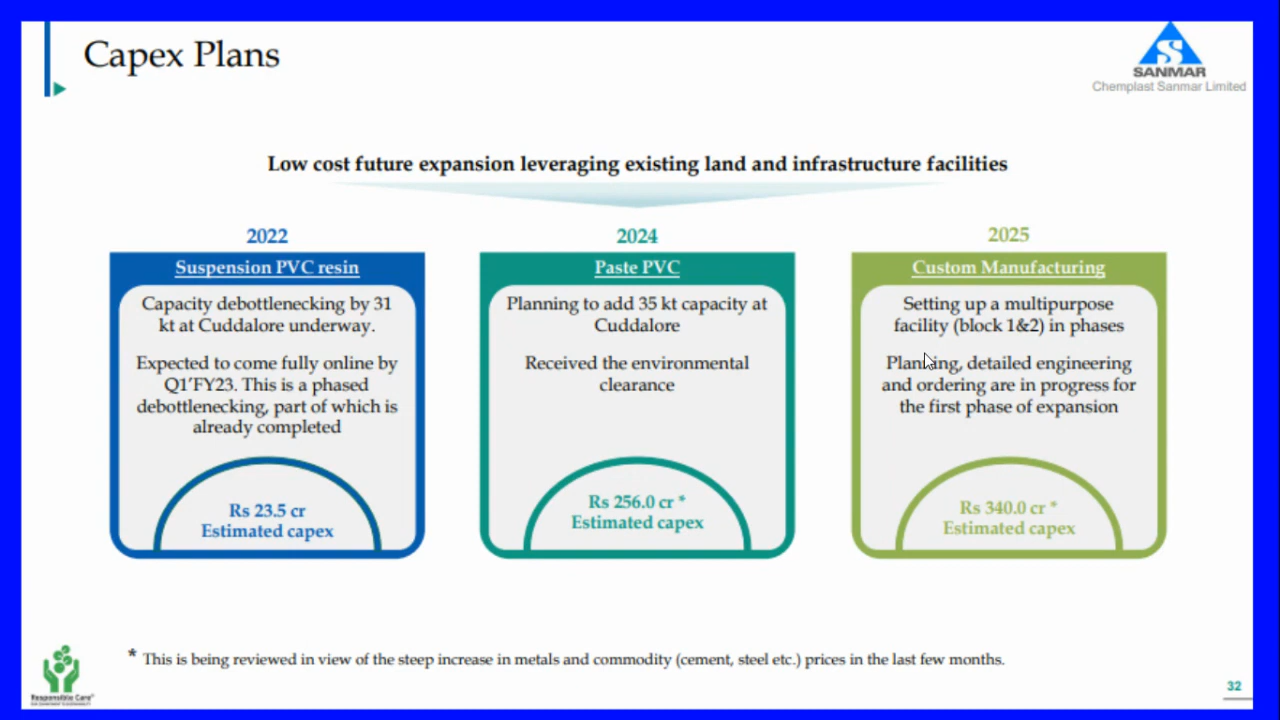 Capex Plans
SANMAR
Chemplast Sanmar Limited
Low cost future expansion leveraging existing land and infrastructure facilities
2022
Suspension PVC resin
Capacity debottlenecking by 31
kt at Cuddalore underway.
Expected to come fully online by
Q1'FY23. This is a phased
debottlenecking, part of which is
already completed
Rs 23.5 cr
Estimated capex
2024
Paste PVC
Planning to add 35 kt capacity at
Cuddalore
Received the environmental
clearance
Rs 256.0 cr *
Estimated capex
2025
Custom Manufacturing
Setting up a multipurpose
facility (block 1&2) in phases
Planning, detailed engineering
and ordering are in progress for
the first phase of expansion
Rs 340.0 cr *
Estimated capex
* This is being reviewed in view of the steep increase in metals and commodity (cement, steel etc.) prices in the last few months.
Responsible Care®
32